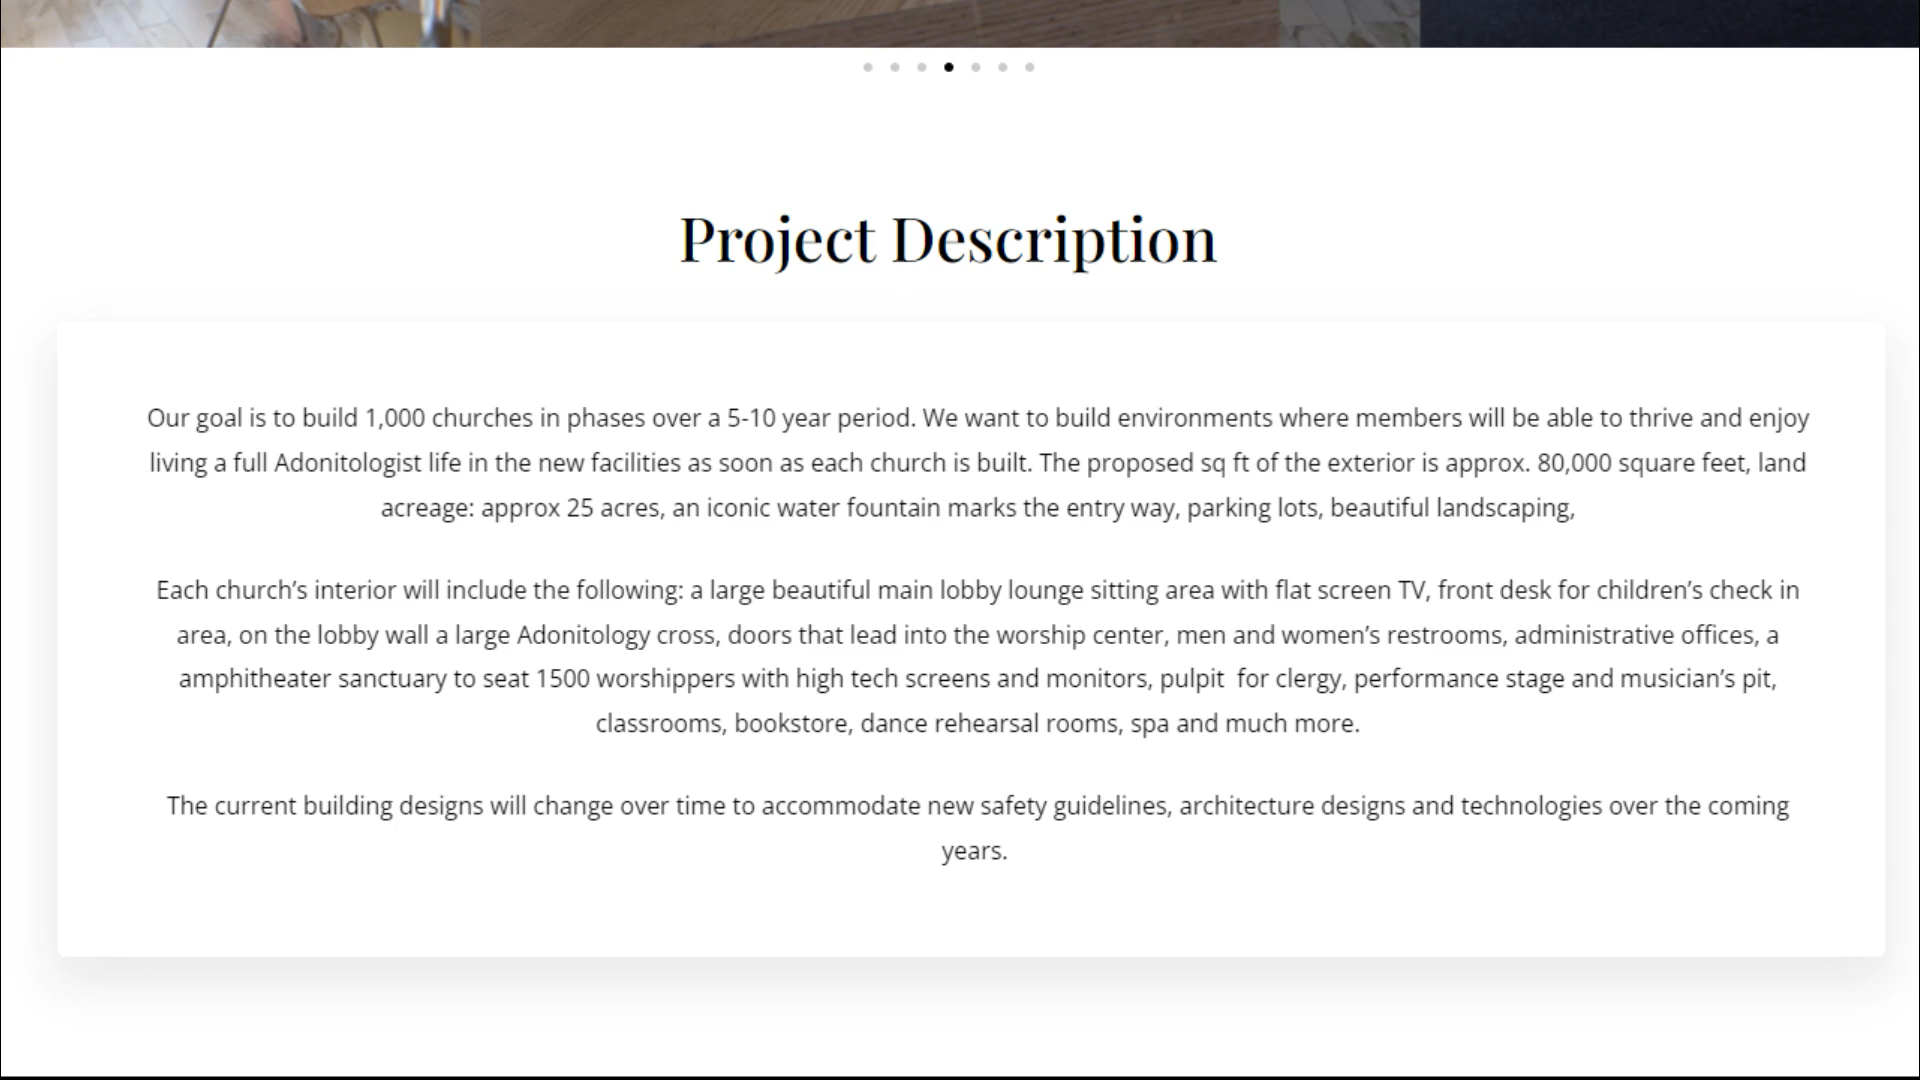 Project Description
Our goal is to build 1,000 churches in phases over a 5-10 year period. We want to build environments where members will be able to thrive and enjoy
living a full Adonitologist life in the new facilities as soon as each church is built. The proposed sq ft of the exterior is approx. 80,000 square feet, land
acreage: approx 25 acres, an iconic water fountain marks the entry way, parking lots, beautiful landscaping,
Each church’s interior will include the following: a large beautiful main lobby lounge sitting area with flat screen TV, front desk for children’s check in
area, on the lobby wall a large Adonitology cross, doors that lead into the worship center, men and women’s restrooms, administrative offices, a
amphitheater sanctuary to seat 1500 worshippers with high tech screens and monitors, pulpit  for clergy, performance stage and musician’s pit,
classrooms, bookstore, dance rehearsal rooms, spa and much more.
The current building designs will change over time to accommodate new safety guidelines, architecture designs and technologies over the coming
years.